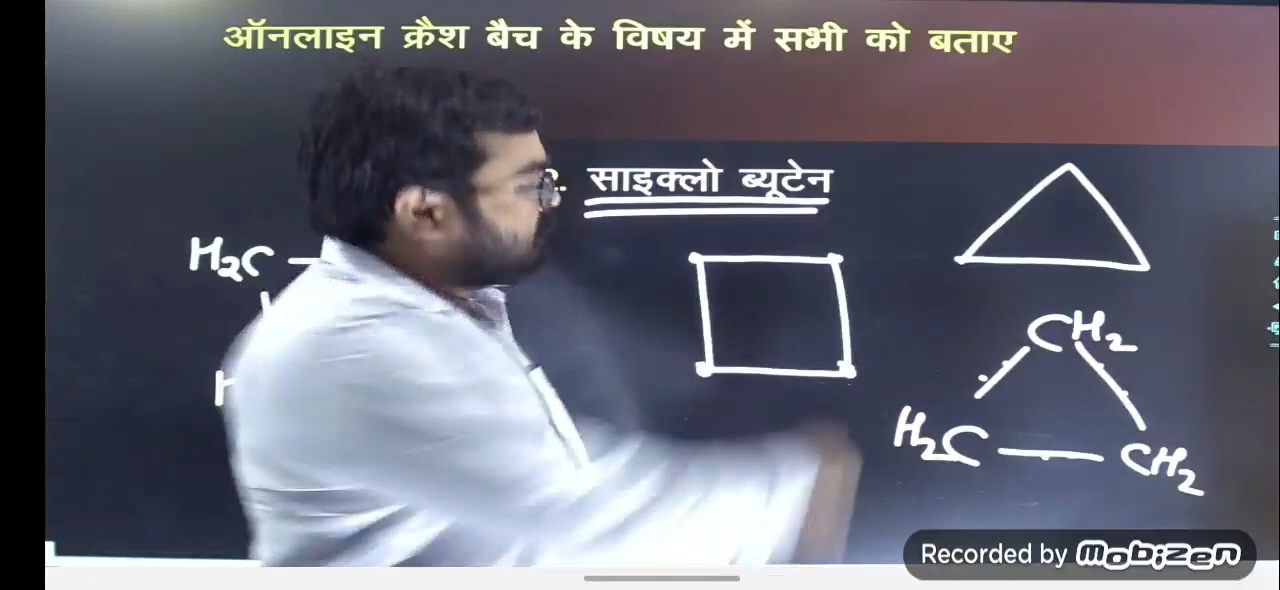 ऑनलाइन क्रैश बैच के विषय में सभी को बताए
साइक्लो ब्यूटेन
H2C
CH2
H2C
CH2
Recorded by Mobizen